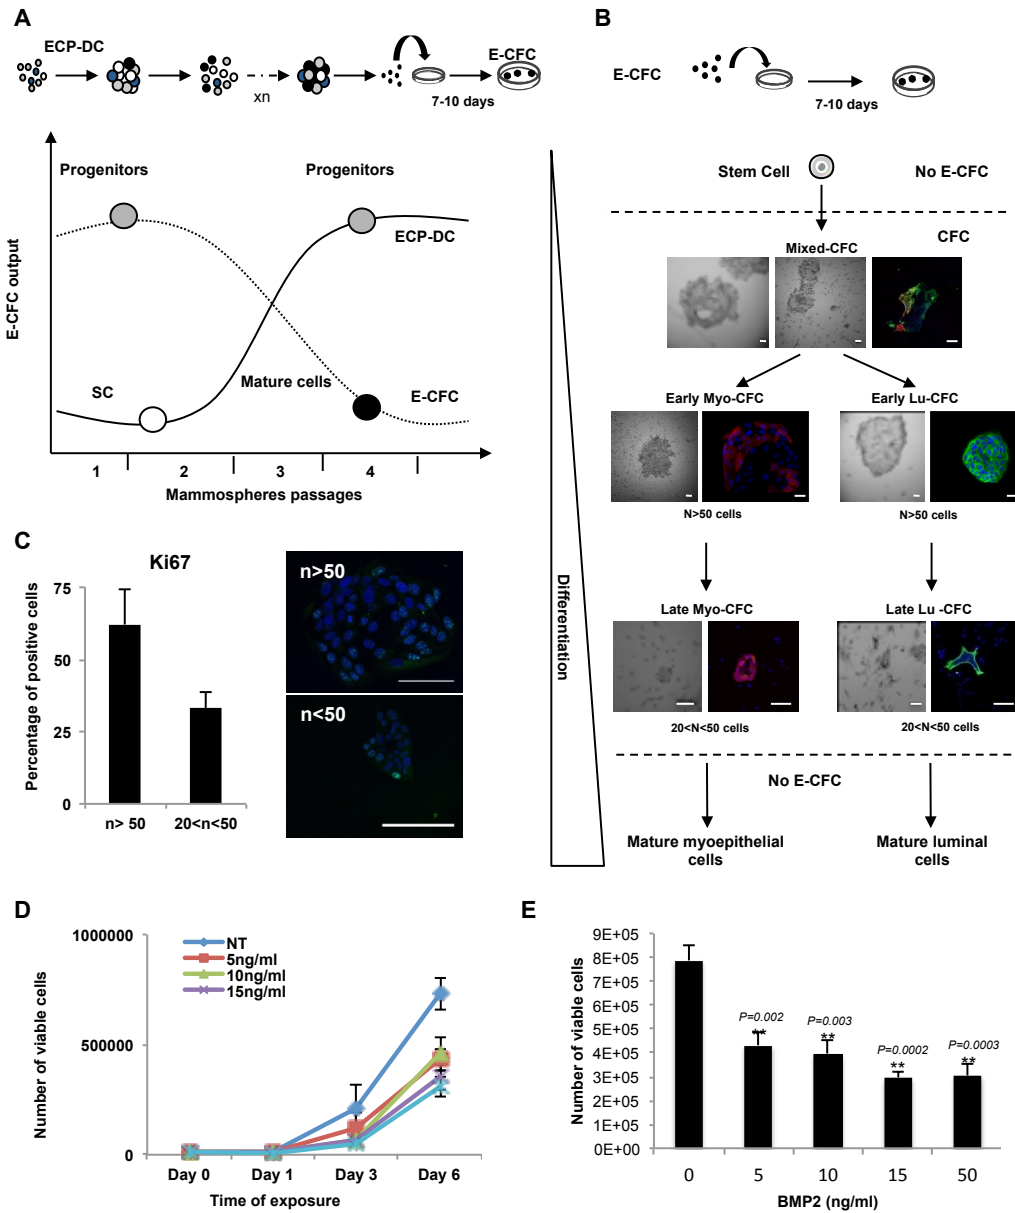 A
ECP-DC
E-CFC
xn
7-10 days
Progenitors
Progenitors
ECP-DC
SC
Mature cells
E-CFC
E-CFC output
1
2
3
4
Mammospheres passages
B
E-CFC
7-10 days
Stem Cell
No E-CFC
CFC
Mixed-CFC
Early Myo-CFC
Early Lu-CFC
N>50 cells
N>50 cells
Differentiation
Late Myo-CFC
Late Lu -CFC
20<N<50 cells
20<N<50 cells
No E-CFC
Mature myoepithelial
cells
Mature luminal
cells
C
Ki67
Percentage of positive cells
75
50
25
0
n> 50
20<n<50
n>50
n<50
D
Number of viable cells
1000000
500000
0
NT
5ng/ml
10ng/ml
15ng/ml
Day 0
Day 1
Day 3
Day 6
Time of exposure
E
Number of viable cells
9E+05
8E+05
7E+05
6E+05
5E+05
4E+05
3E+05
2E+05
1E+05
0E+00
P=0.002
**
P=0.003
**
P=0.0002
**
P=0.0003
**
0
5
10
15
50
BMP2 (ng/ml)